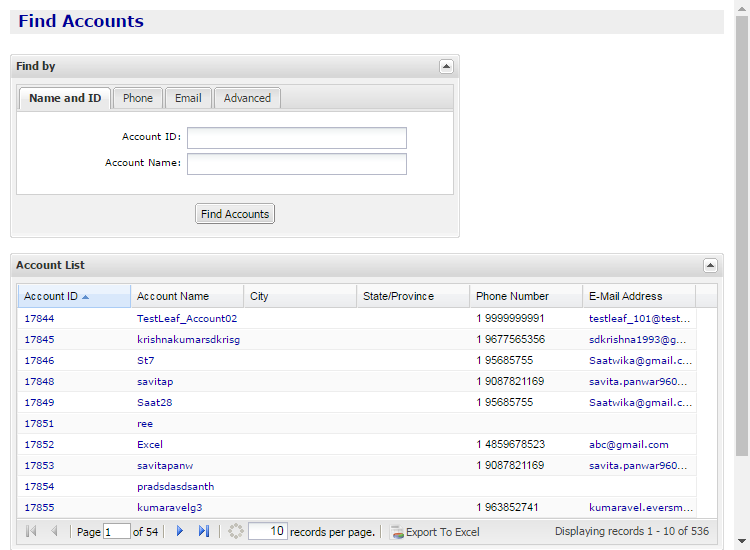 Find Accounts
Find by
Name and ID Phone Email Advanced
Account ID:
Account Name:
Find Accounts
Account List
Account ID Account Name City State/Province Phone Number E-Mail Address
17844 TestLeaf_Account02 1 9999999991 testleaf_101@test...
17845 krishnakumarsdkrisg 1 9677565356 sdkrishna1993@g...
17846 St7 1 95685755 Saatwika@gmail.c...
17848 savitap 1 9087821169 savita.panwar960...
17849 Saat28 1 95685755 Saatwika@gmail.c...
17851 ree
17852 Excel 1 4859678523 abc@gmail.com
17853 savitapanw 1 9087821169 savita.panwar960...
17854 pradsdasdsanth
17855 kumaravelg3 1 963852741 kumaravel.eversm...
Page 1 of 54 10 records per page. Export To Excel Displaying records 1 - 10 of 536